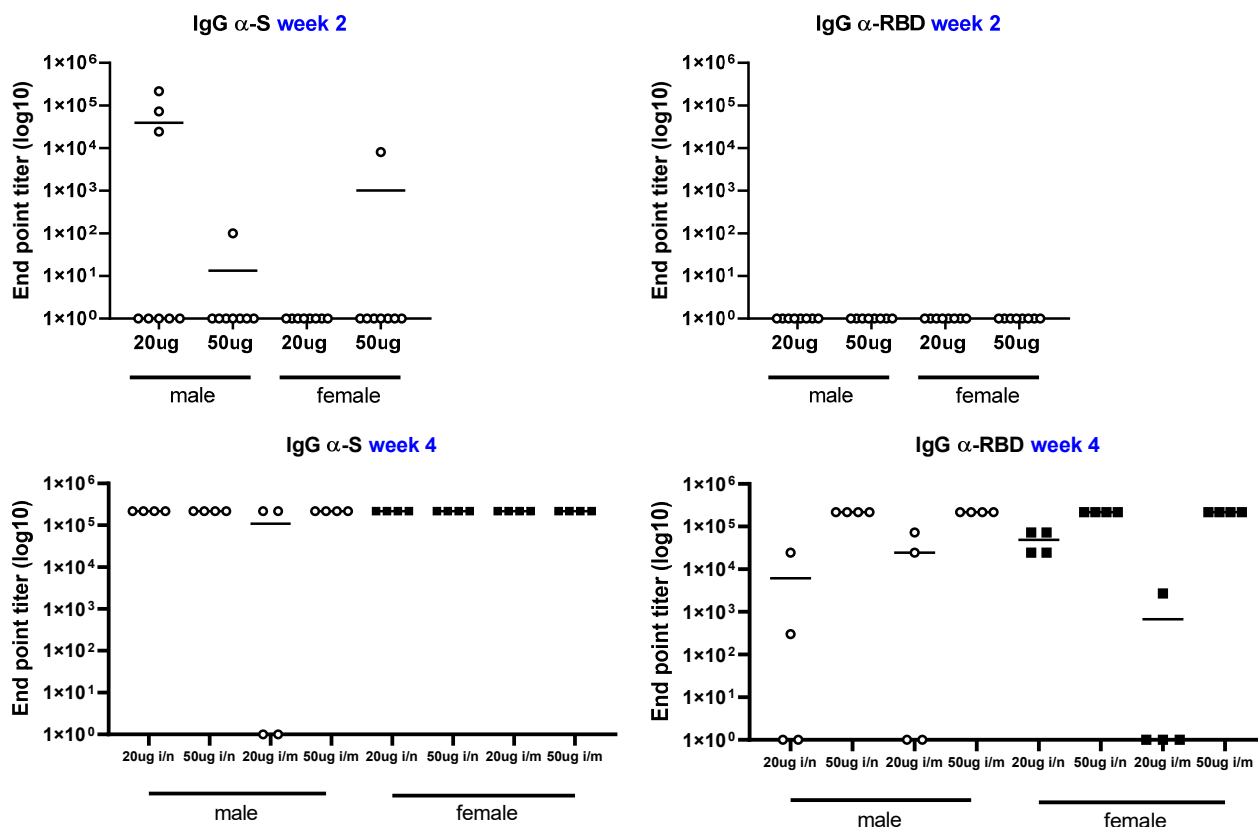 IgG α-S week 2
End point titer (log10)
1×10⁶
1×10⁵
1×10⁴
1×10³
1×10²
1×10¹
1×10⁰
20ug 50ug 20ug 50ug
male female
IgG α-RBD week 2
End point titer (log10)
1×10⁶
1×10⁵
1×10⁴
1×10³
1×10²
1×10¹
1×10⁰
20ug 50ug 20ug 50ug
male female
IgG α-S week 4
End point titer (log10)
1×10⁶
1×10⁵
1×10⁴
1×10³
1×10²
1×10¹
1×10⁰
20ug i/n 50ug i/n 20ug i/m 50ug i/m 20ug i/n 50ug i/n 20ug i/m 50ug i/m
male female
IgG α-RBD week 4
End point titer (log10)
1×10⁶
1×10⁵
1×10⁴
1×10³
1×10²
1×10¹
1×10⁰
20ug i/n 50ug i/n 20ug i/m 50ug i/m 20ug i/n 50ug i/n 20ug i/m 50ug i/m
male female